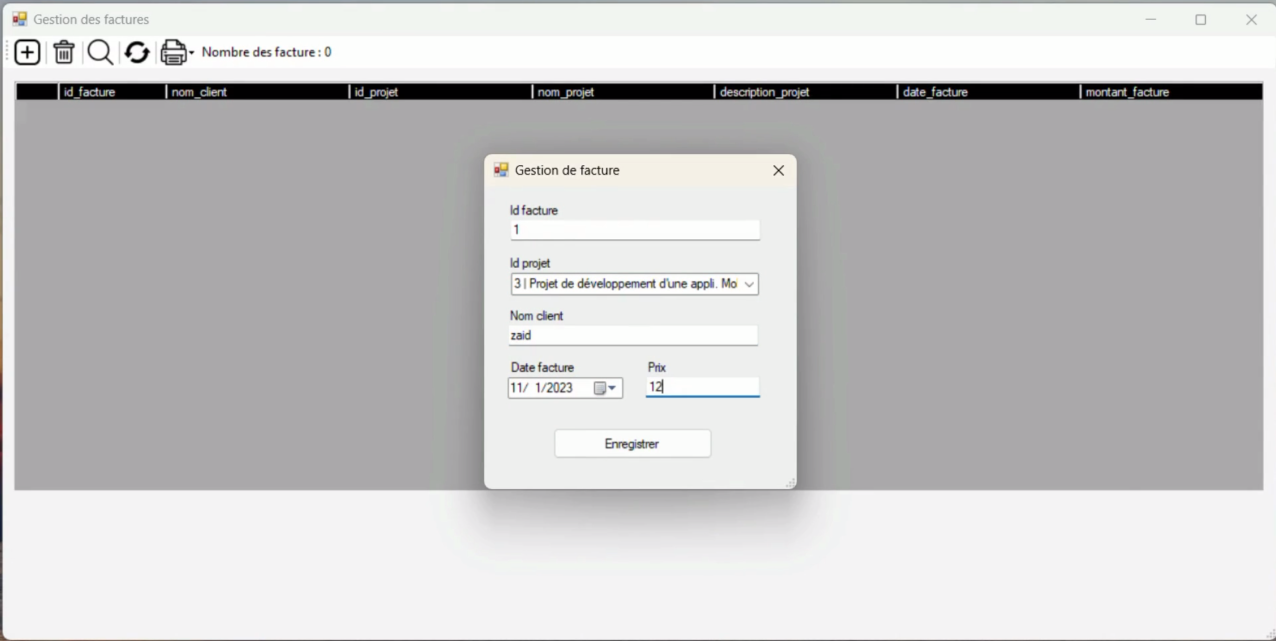 Gestion des factures
Nombre des facture : 0
id_facture nom_client id_projet nom_projet description_projet date_facture montant_facture
Gestion de facture
Id facture
1
Id projet
3 | Projet de développement d'une appli. Mo
Nom client
zaid
Date facture Prix
11/ 1/2023 12
Enregistrer